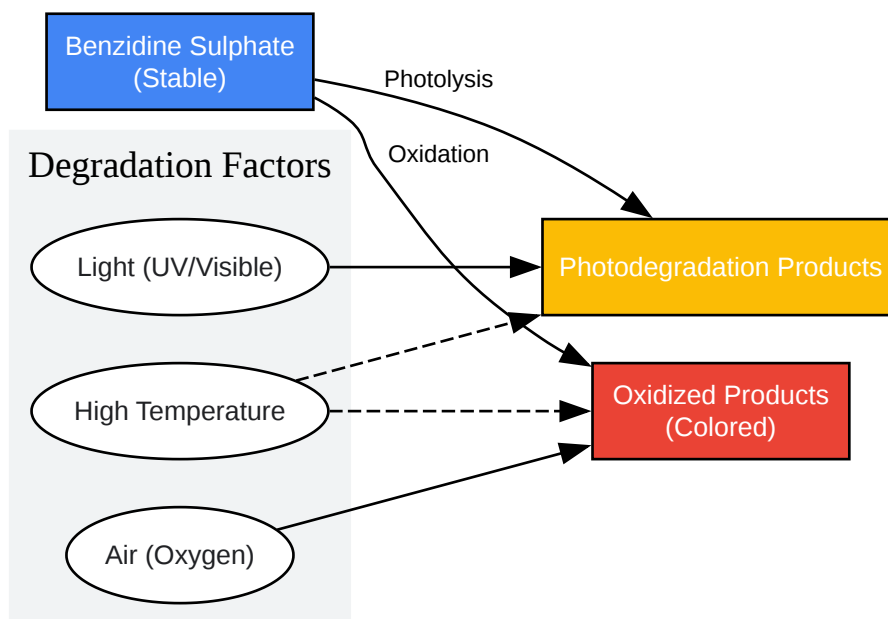 Benzidine Sulphate
(Stable)
Photolysis
Oxidation
Degradation Factors
Light (UV/Visible)
Photodegradation Products
High Temperature
Oxidized Products
(Colored)
Air (Oxygen)